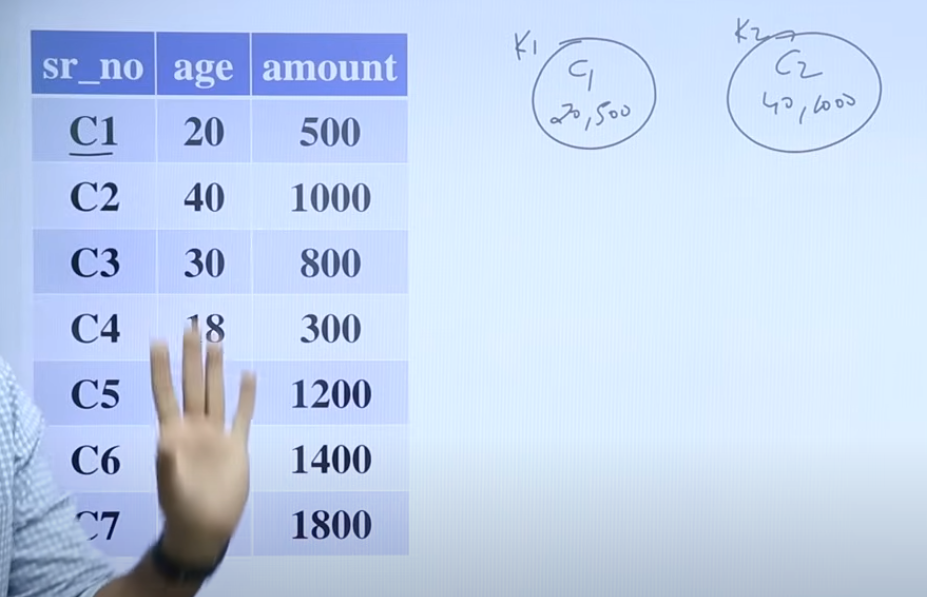 sr_no age amount
C1 20 500
C2 40 1000
C3 30 800
C4 18 300
C5 1200
C6 1400
C7 1800
K1
C1
20,500
K2
C2
40,1000